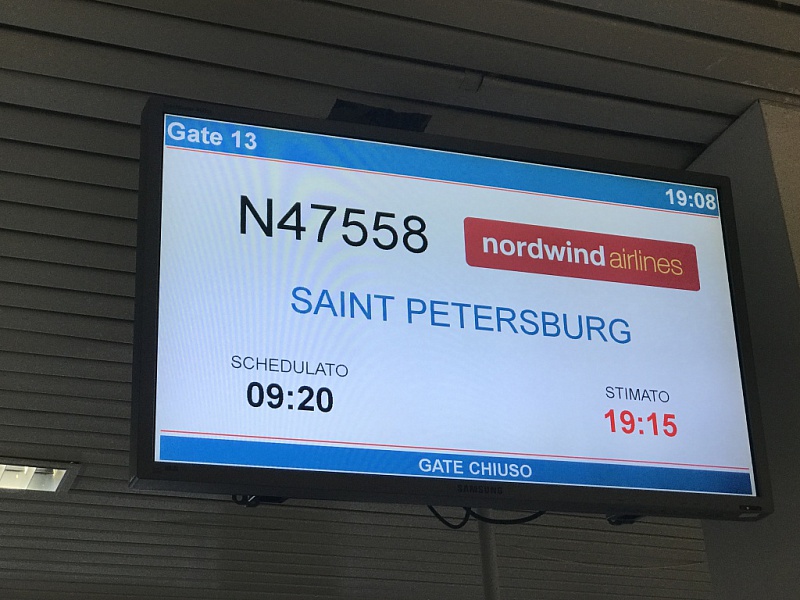 Gate 13
19:08
N47558
nordwind airlines
SAINT PETERSBURG
SCHEDULATO
09:20
STIMATO
19:15
GATE CHIUSO
SAMSUNG